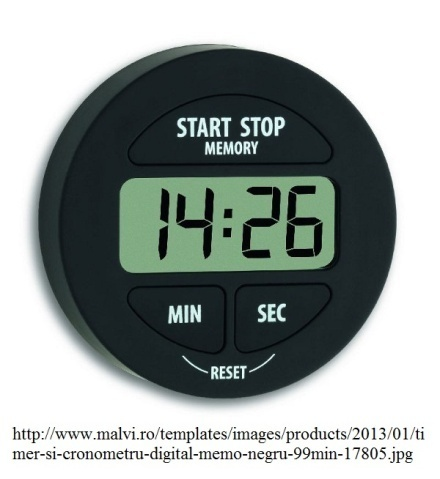 START STOP
MEMORY
14:26
MIN SEC
RESET
http://www.malvi.ro/templates/images/products/2013/01/ti
mer-si-cronometru-digital-memo-negru-99min-17805.jpg